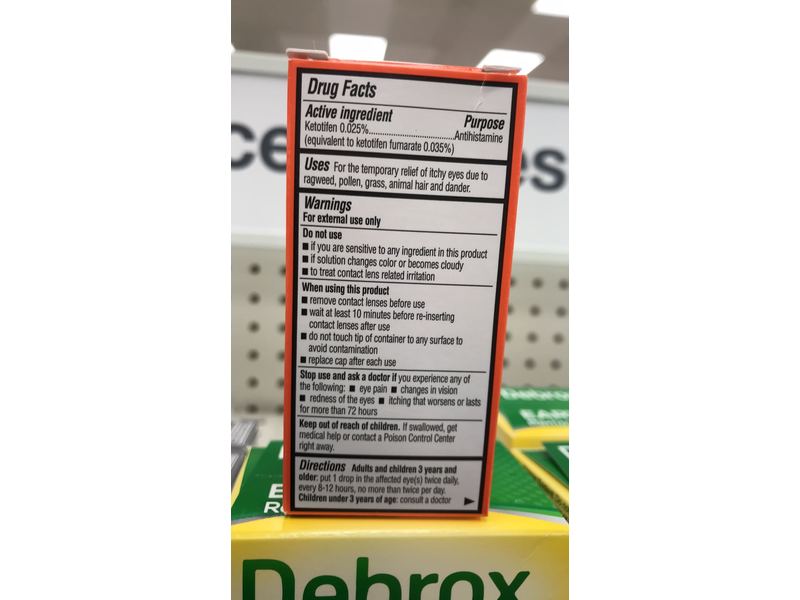 Drug Facts
Active ingredient Purpose
Ketotifen 0.025%..............................Antihistamine
(equivalent to ketotifen fumarate 0.035%)
Uses For the temporary relief of itchy eyes due to
ragweed, pollen, grass, animal hair and dander.
Warnings
For external use only
Do not use
■ if you are sensitive to any ingredient in this product
■ if solution changes color or becomes cloudy
■ to treat contact lens related irritation
When using this product
■ remove contact lenses before use
■ wait at least 10 minutes before re-inserting
contact lenses after use
■ do not touch tip of container to any surface to
avoid contamination
■ replace cap after each use
Stop use and ask a doctor if you experience any of
the following: ■ eye pain ■ changes in vision
■ redness of the eyes ■ itching that worsens or lasts
for more than 72 hours
Keep out of reach of children. If swallowed, get
medical help or contact a Poison Control Center
right away.
Directions Adults and children 3 years and
older: put 1 drop in the affected eye(s) twice daily,
every 8-12 hours, no more than twice per day.
Children under 3 years of age: consult a doctor
ce
es
Debrox
EAR
Debrox